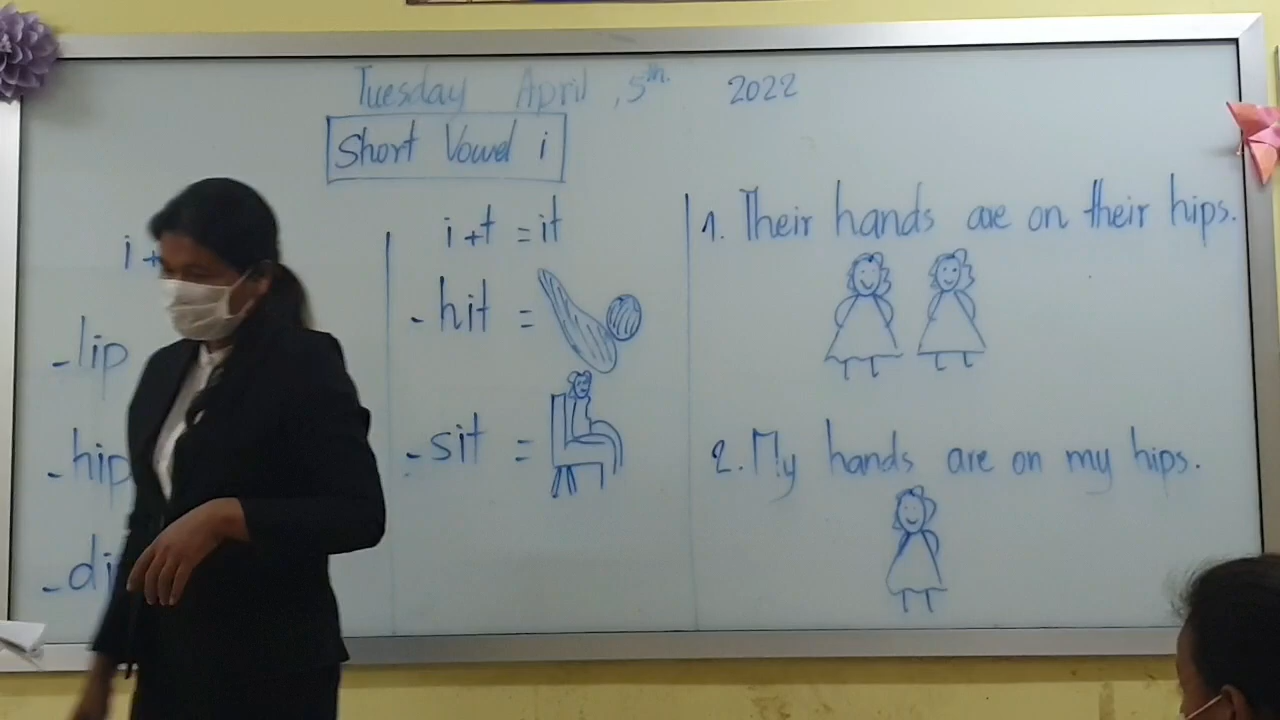 Tuesday April, 5th. 2022
Short Vowel i
i +
- lip
- hip
i + t = it
- hit =
- sit =
1. Their hands are on their hips.
2. My hands are on my hips.